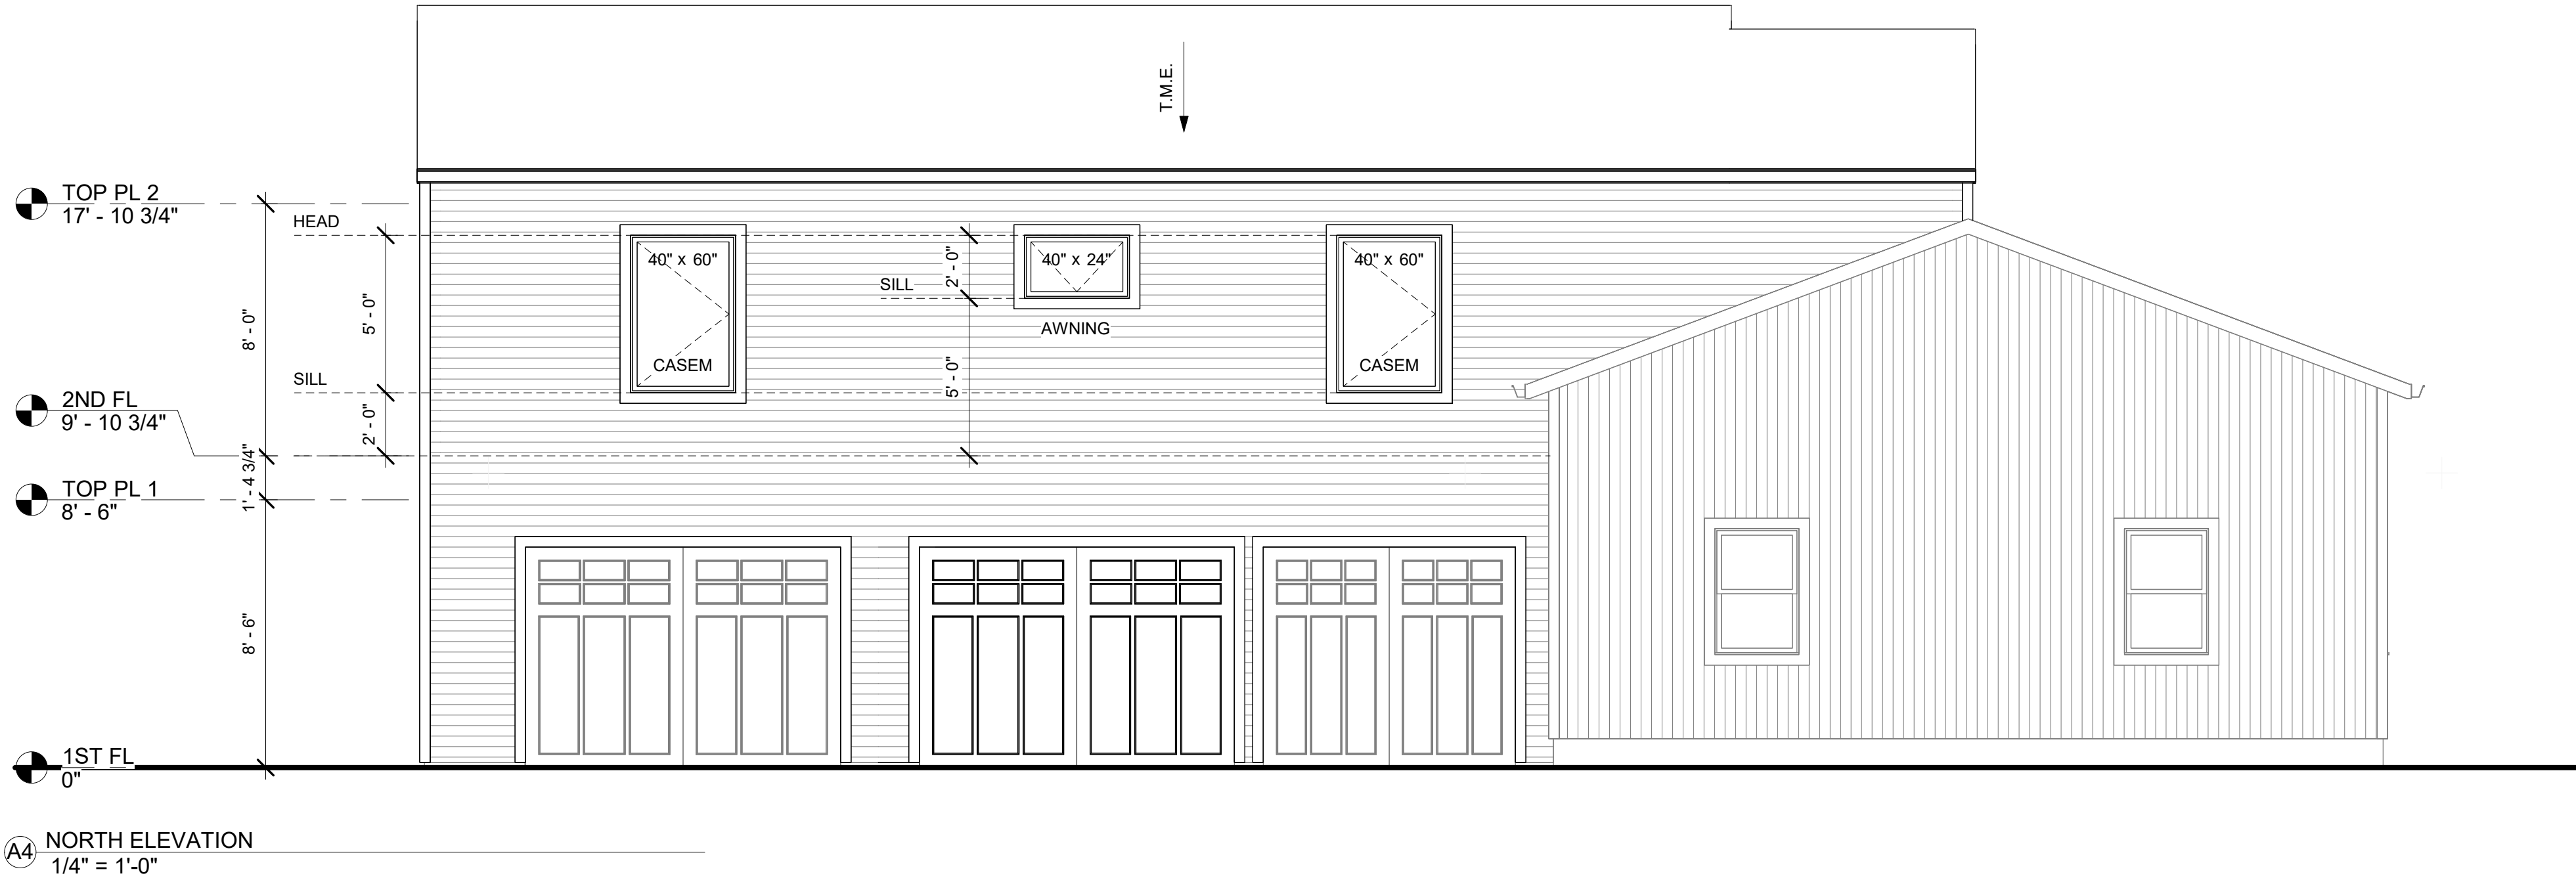 T.M.E.
TOP PL 2
17' - 10 3/4"
HEAD
40" x 60"
2' - 0"
40" x 24"
40" x 60"
SILL
5' - 0"
8' - 0"
AWNING
CASEM
5' - 0"
CASEM
SILL
2ND FL
9' - 10 3/4"
2' - 0"
1' - 4 3/4"
TOP PL 1
8' - 6"
8' - 6"
1ST FL
0"
A4
NORTH ELEVATION
1/4" = 1'-0"